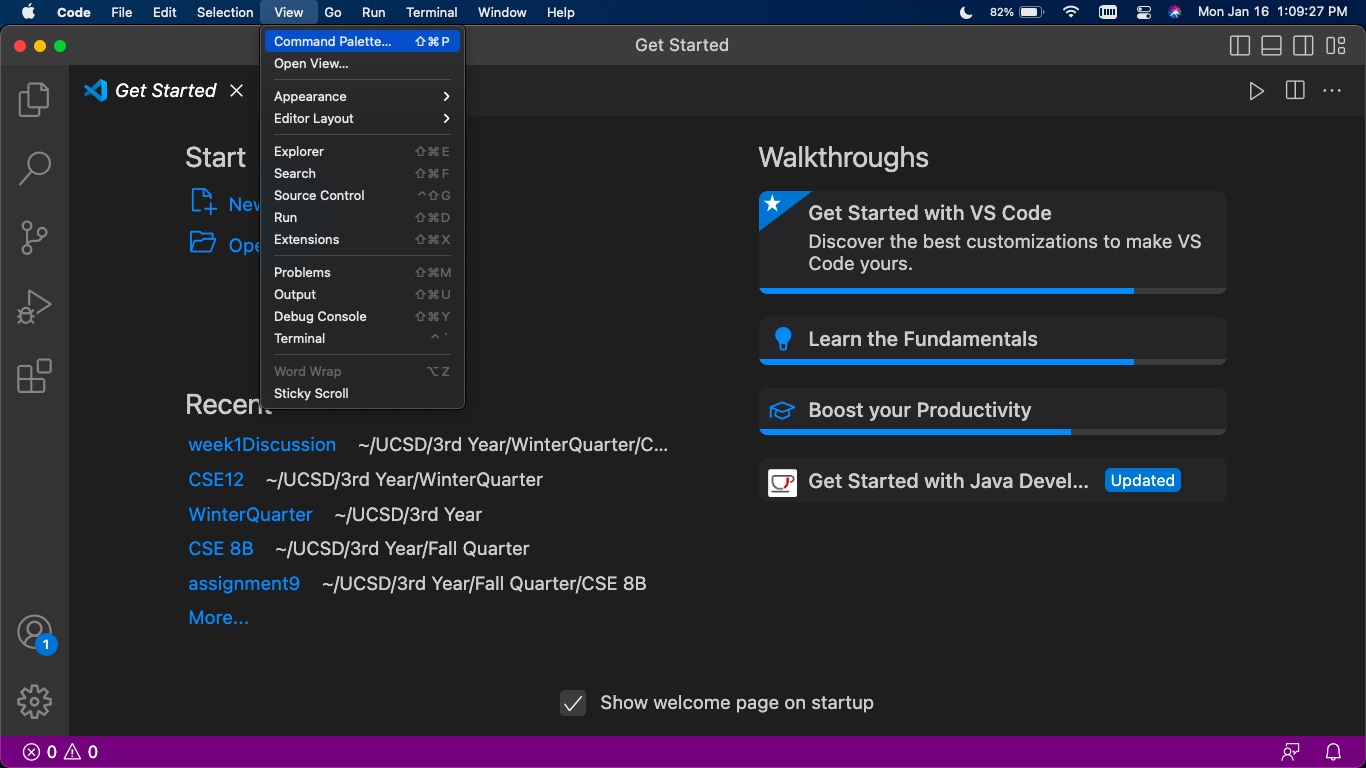 Code File Edit Selection View Go Run Terminal Window Help 82% Mon Jan 16 1:09:27 PM
Get Started
Get Started
Command Palette... ⇧⌘P
Open View...
Appearance
Editor Layout
Explorer ⇧⌘E
Search ⇧⌘F
Source Control ^⇧G
Run ⇧⌘D
Extensions ⇧⌘X
Problems ⇧⌘M
Output ⇧⌘U
Debug Console ⇧⌘Y
Terminal ^`
Word Wrap ⌥Z
Sticky Scroll
Start
New
Ope
Recent
week1Discussion ~/UCSD/3rd Year/WinterQuarter/C...
CSE12 ~/UCSD/3rd Year/WinterQuarter
WinterQuarter ~/UCSD/3rd Year
CSE 8B ~/UCSD/3rd Year/Fall Quarter
assignment9 ~/UCSD/3rd Year/Fall Quarter/CSE 8B
More...
Walkthroughs
Get Started with VS Code
Discover the best customizations to make VS
Code yours.
Learn the Fundamentals
Boost your Productivity
Get Started with Java Devel... Updated
Show welcome page on startup
1
0 0